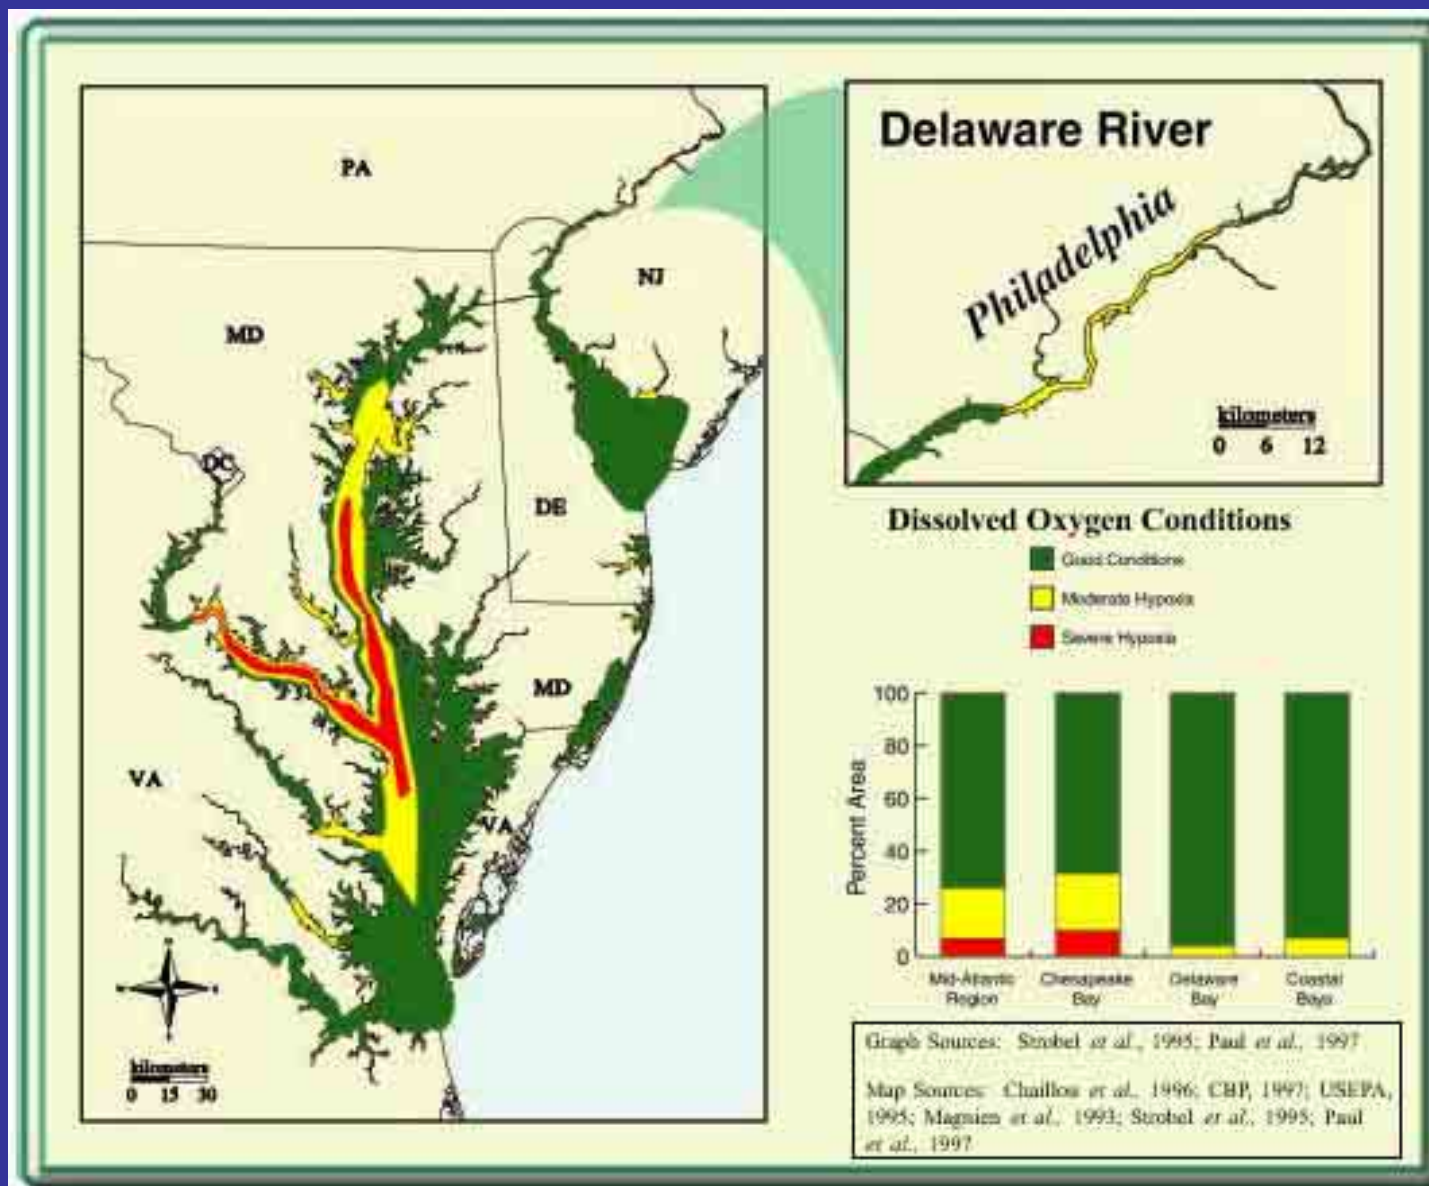 PA
NJ
MD
DC
DE
MD
VA
VA
kilometers
0 15 30
Delaware River
Philadelphia
kilometers
0 6 12
Dissolved Oxygen Conditions
Good Conditions
Moderate Hypoxia
Severe Hypoxia
Percent Area
100
80
60
40
20
0
Mid-Atlantic
Region
Chesapeake
Bay
Delaware
Bay
Coastal
Bays
Graph Sources: Strobel et al., 1995; Paul et al., 1997
Map Sources: Chaillou et al., 1996; CBP, 1997; USEPA,
1995; Magnien et al., 1993; Strobel et al., 1995; Paul
et al., 1997